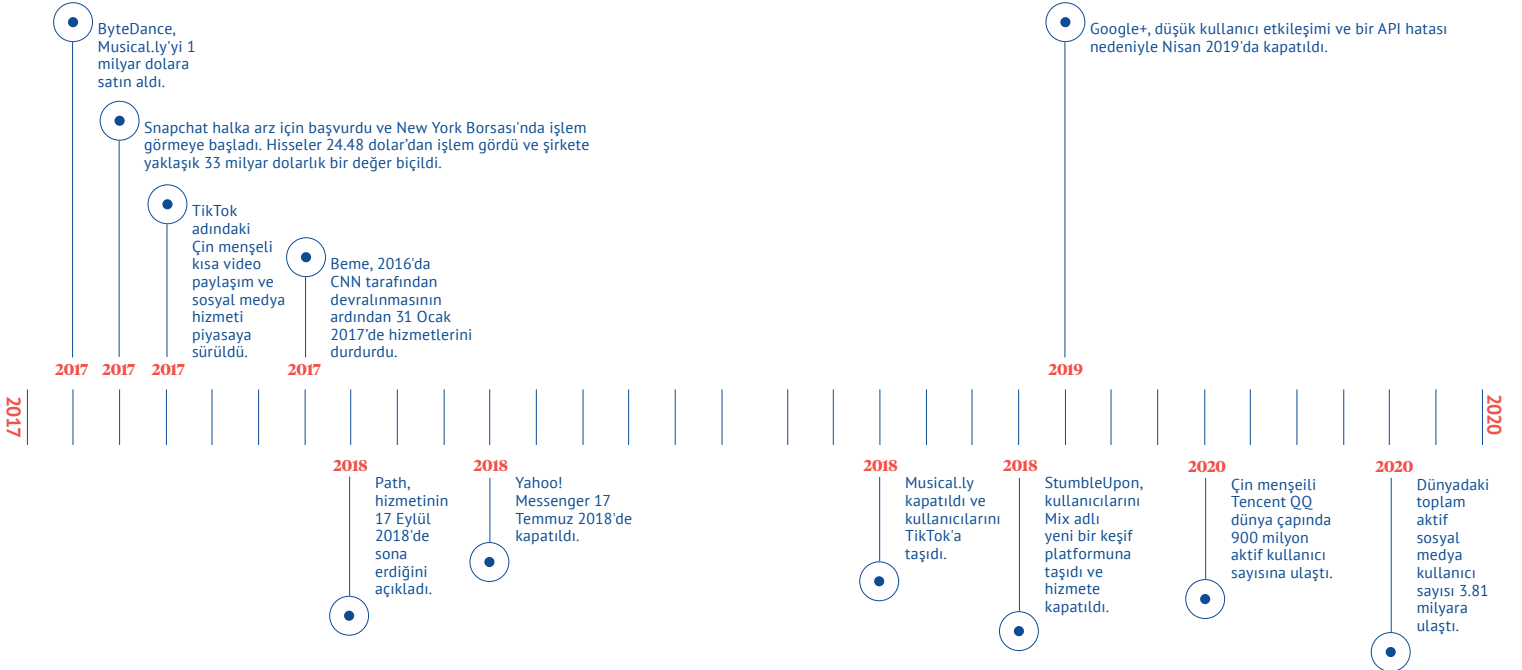 ByteDance,
Musical.ly'yi 1
milyar dolara
satın aldı.
Google+, düşük kullanıcı etkileşimi ve bir API hatası
nedeniyle Nisan 2019'da kapatıldı.
Snapchat halka arz için başvurdu ve New York Borsası'nda işlem
görmeye başladı. Hisseler 24.48 dolar’dan işlem gördü ve şirkete
yaklaşık 33 milyar dolarlık bir değer biçildi.
TikTok
adındaki
Çin menşeli
kısa video
paylaşım ve
sosyal medya
hizmeti
piyasaya
sürüldü.
Beme, 2016'da
CNN tarafından
devralınmasının
ardından 31 Ocak
2017’de hizmetlerini
durdurdu.
2017 2017 2017 2017 2019
2017
2020
2018 2018 2018 2018 2020 2020
Path,
hizmetinin
17 Eylül
2018'de
sona
erdiğini
açıkladı.
Yahoo!
Messenger 17
Temmuz 2018'de
kapatıldı.
Musical.ly
kapatıldı ve
kullanıcılarını
TikTok'a
taşıdı.
StumbleUpon,
kullanıcılarını
Mix adlı
yeni bir keşif
platformuna
taşıdı ve
hizmete
kapatıldı.
Çin menşeili
Tencent QQ
dünya çapında
900 milyon
aktif kullanıcı
sayısına ulaştı.
Dünyadaki
toplam
aktif
sosyal
medya
kullanıcı
sayısı 3.81
milyara
ulaştı.